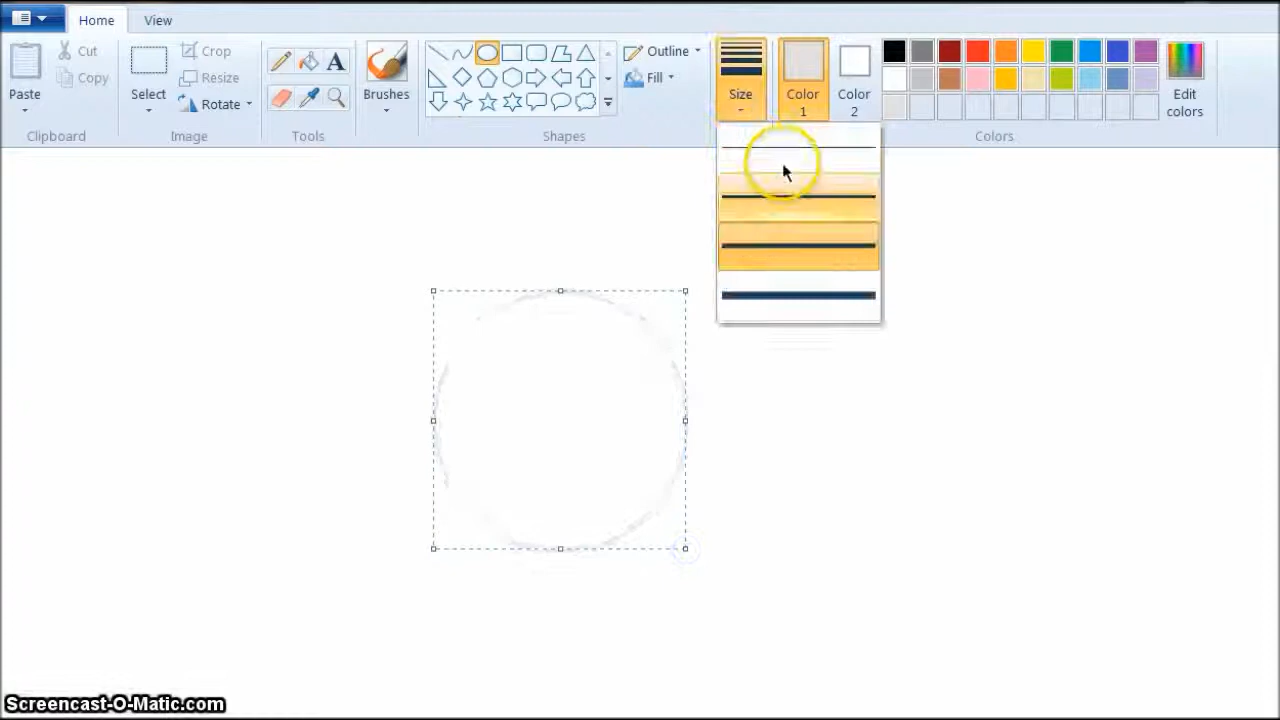 Home View
Paste
Cut
Copy
Clipboard
Select
Crop
Resize
Rotate
Image
A
Tools
Brushes
Shapes
Outline
Fill
Size
Color 1
Color 2
Colors
Edit colors
Screencast-O-Matic.com